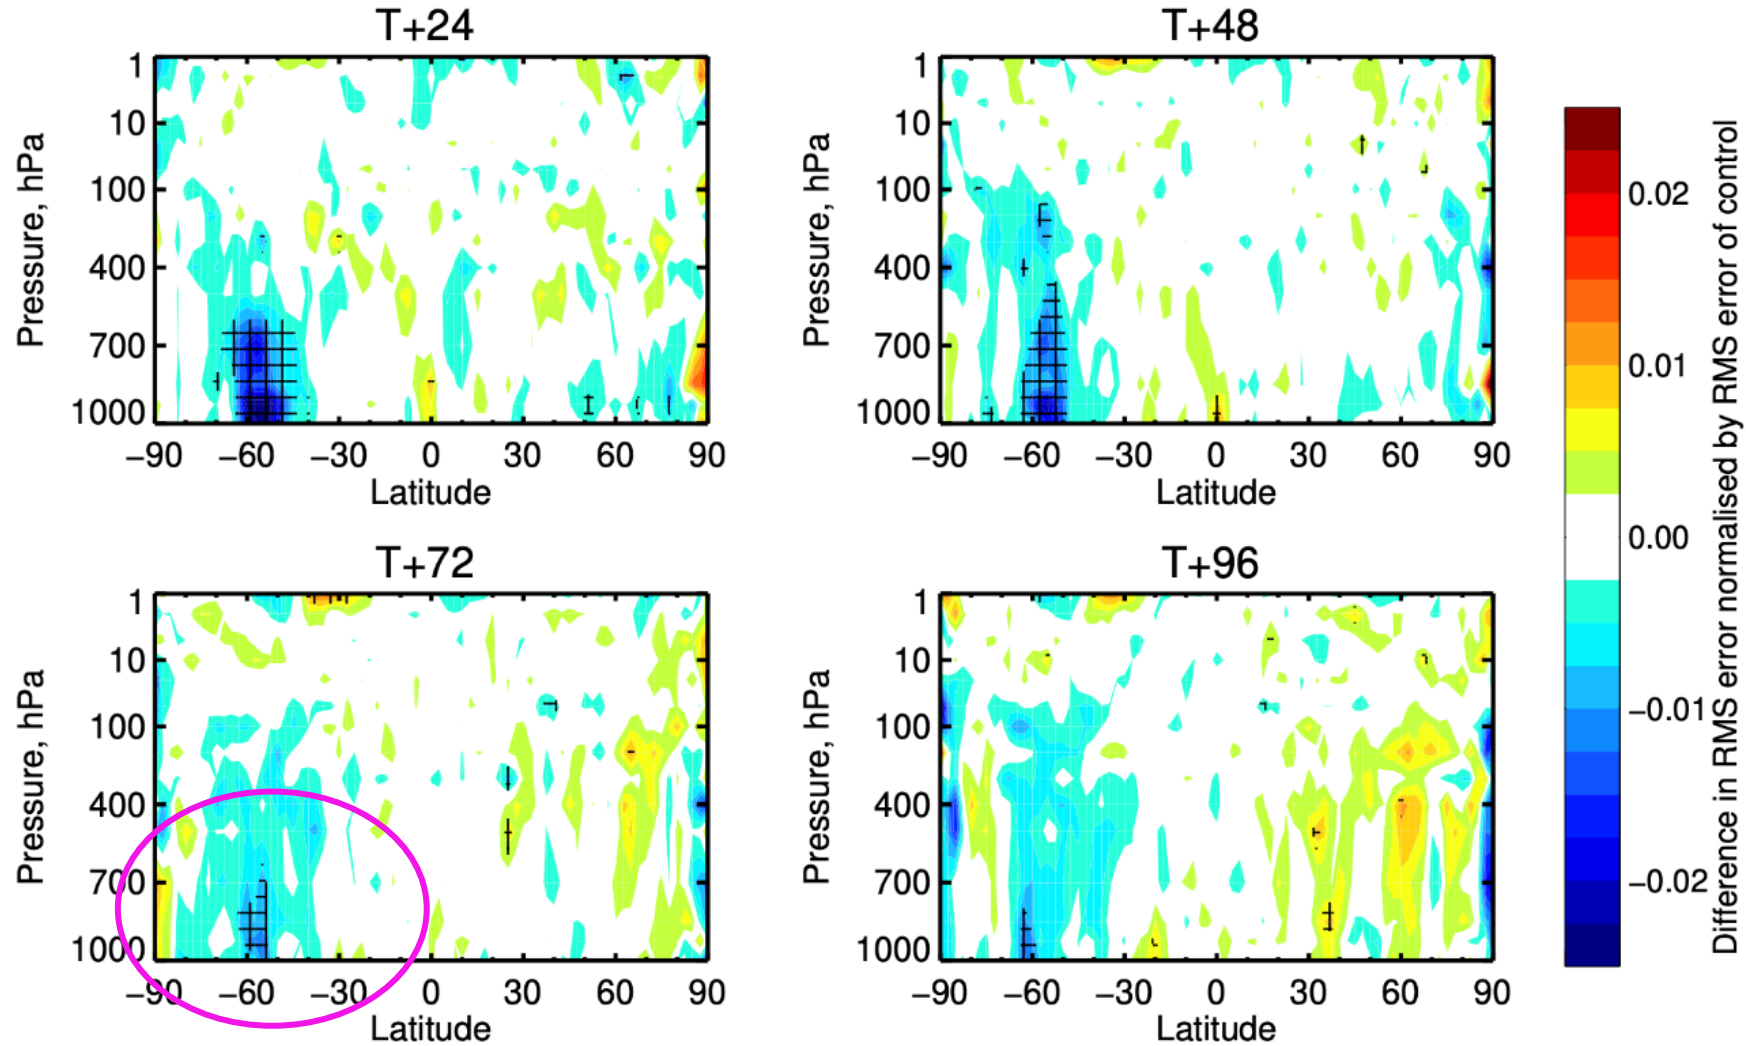 T+24
T+48
1
10
100
400
700
1000
Pressure, hPa
−90 −60 −30 0 30 60 90
Latitude
1
10
100
400
700
1000
Pressure, hPa
−90 −60 −30 0 30 60 90
Latitude
T+72
T+96
1
10
100
400
700
1000
Pressure, hPa
−90 −60 −30 0 30 60 90
Latitude
1
10
100
400
700
1000
Pressure, hPa
−90 −60 −30 0 30 60 90
Latitude
0.02
0.01
0.00
−0.01
−0.02
Difference in RMS error normalised by RMS error of control